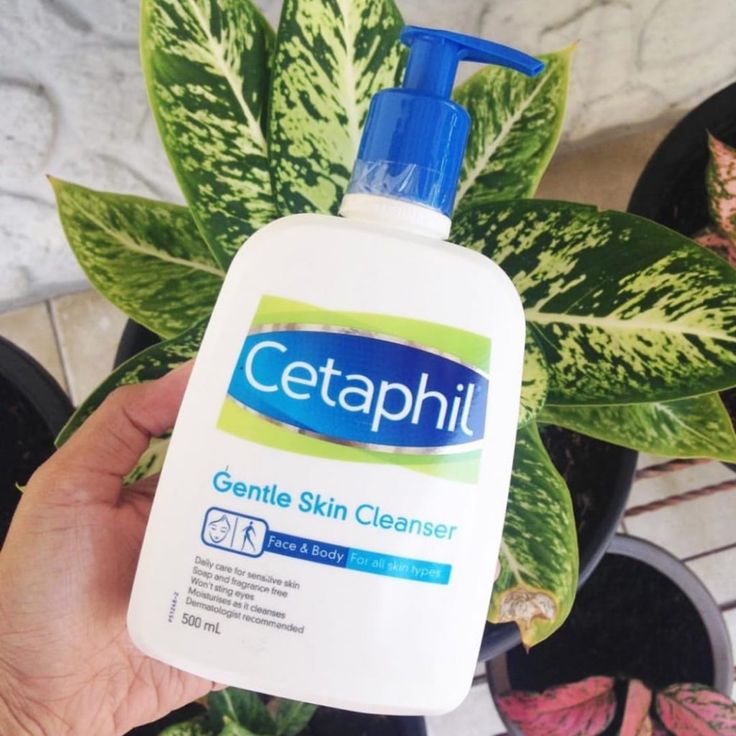 Cetaphil
Gentle Skin Cleanser
Face & Body For all skin types
Daily care for sensitive skin
Soap and fragrance free
Won't sting eyes
Moisturises as it cleanses
Dermatologist recommended
500 mL